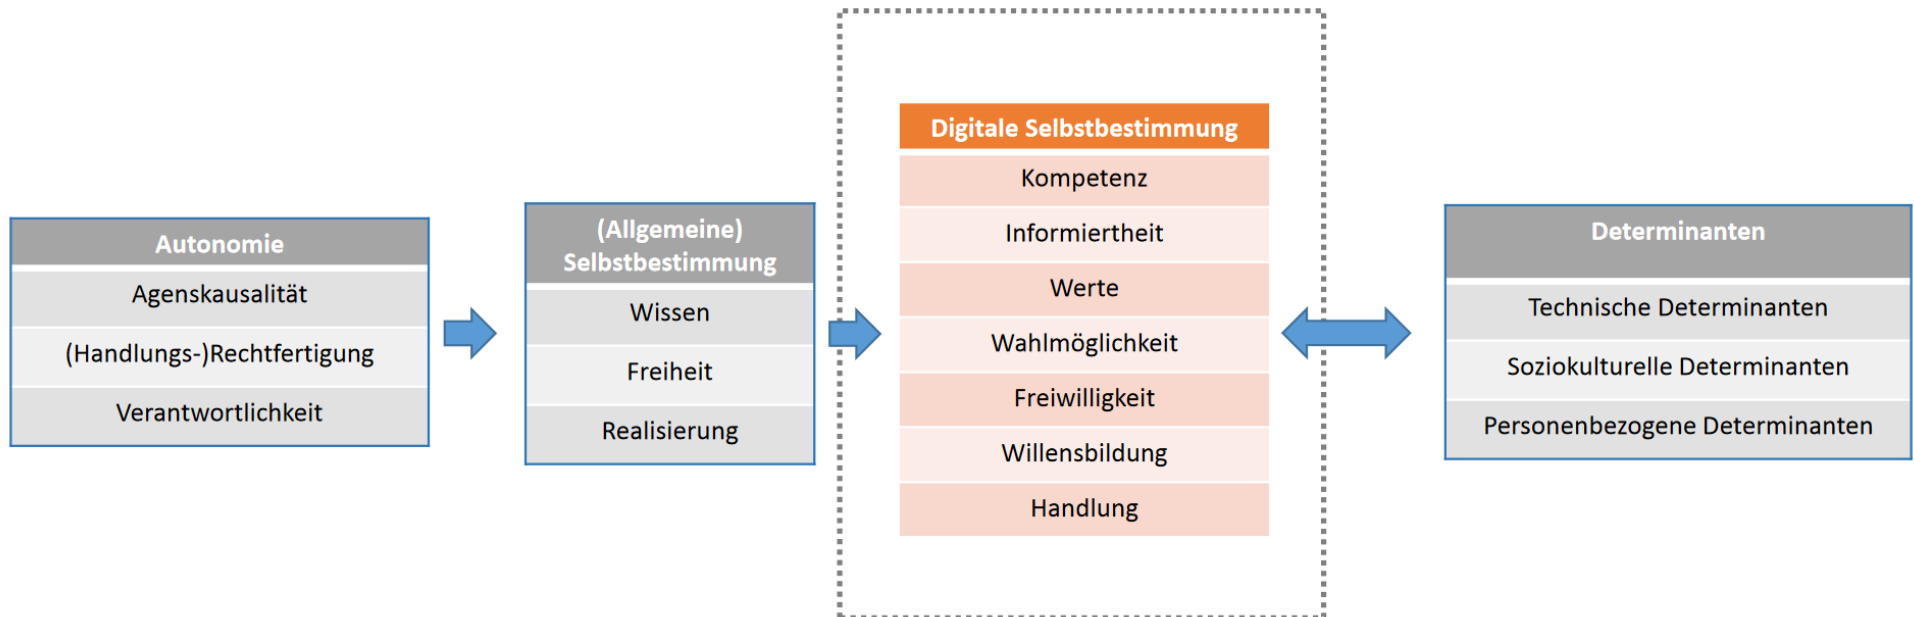 Autonomie
Agenskausalität
(Handlungs-)Rechtfertigung
Verantwortlichkeit
(Allgemeine)
Selbstbestimmung
Wissen
Freiheit
Realisierung
Digitale Selbstbestimmung
Kompetenz
Informiertheit
Werte
Wahlmöglichkeit
Freiwilligkeit
Willensbildung
Handlung
Determinanten
Technische Determinanten
Soziokulturelle Determinanten
Personenbezogene Determinanten